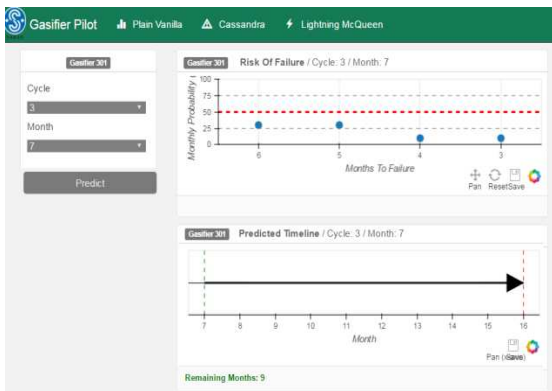 Gasifier Pilot Plain Vanilla Cassandra Lightning McQueen
Gasifier 301
Cycle
3
Month
7
Predict
Gasifier 301 Risk Of Failure / Cycle: 3 / Month: 7
Monthly Probability (
100
75
50
25
0
6 5 4 3
Months To Failure
Pan Reset Save
Gasifier 301 Predicted Timeline / Cycle: 3 / Month: 7
7 8 9 10 11 12 13 14 15 16
Month
Pan Save
Remaining Months: 9